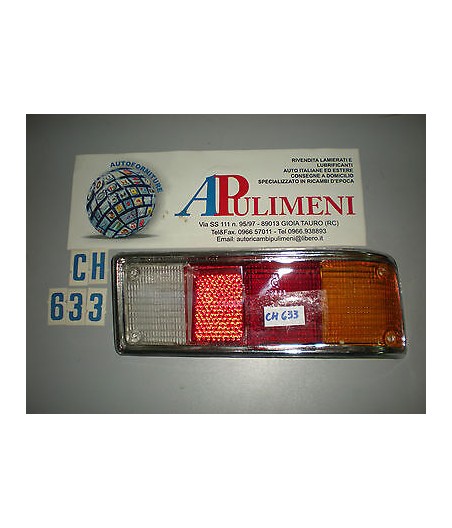 AUTOFORNITURE
RIVENDITA LAMIERATI E
LUBRIFICANTI
AUTO ITALIANE ED ESTERE
CONSEGNE A DOMICILIO
SPECIALIZZATO IN RICAMBI D'EPOCA
APULIMENI
Via SS 111 n. 95/97 - 89013 GIOIA TAURO (RC)
Tel&Fax. 0966 57011 - Tel 0966.938893
Email: autoricambipulimeni@libero.it
CH
633
CH 633